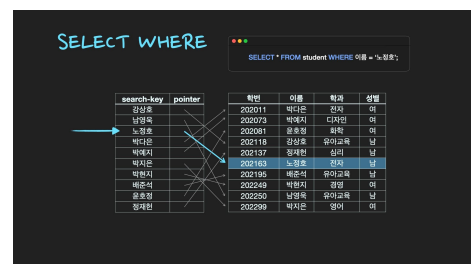 SELECT WHERE
SELECT * FROM student WHERE 이름 = '노정호';
search-key pointer
강상호
남영욱
노정호
박다은
박예지
박지은
박현지
배준석
윤호정
정재헌
학번 이름 학과 성별
202011 박다은 전자 여
202073 박예지 디자인 여
202081 윤호정 화학 여
202118 강상호 유아교육 남
202137 정재헌 심리 남
202163 노정호 전자 남
202195 배준석 유아교육 남
202249 박현지 경영 여
202250 남영욱 유아교육 남
202299 박지은 영어 여